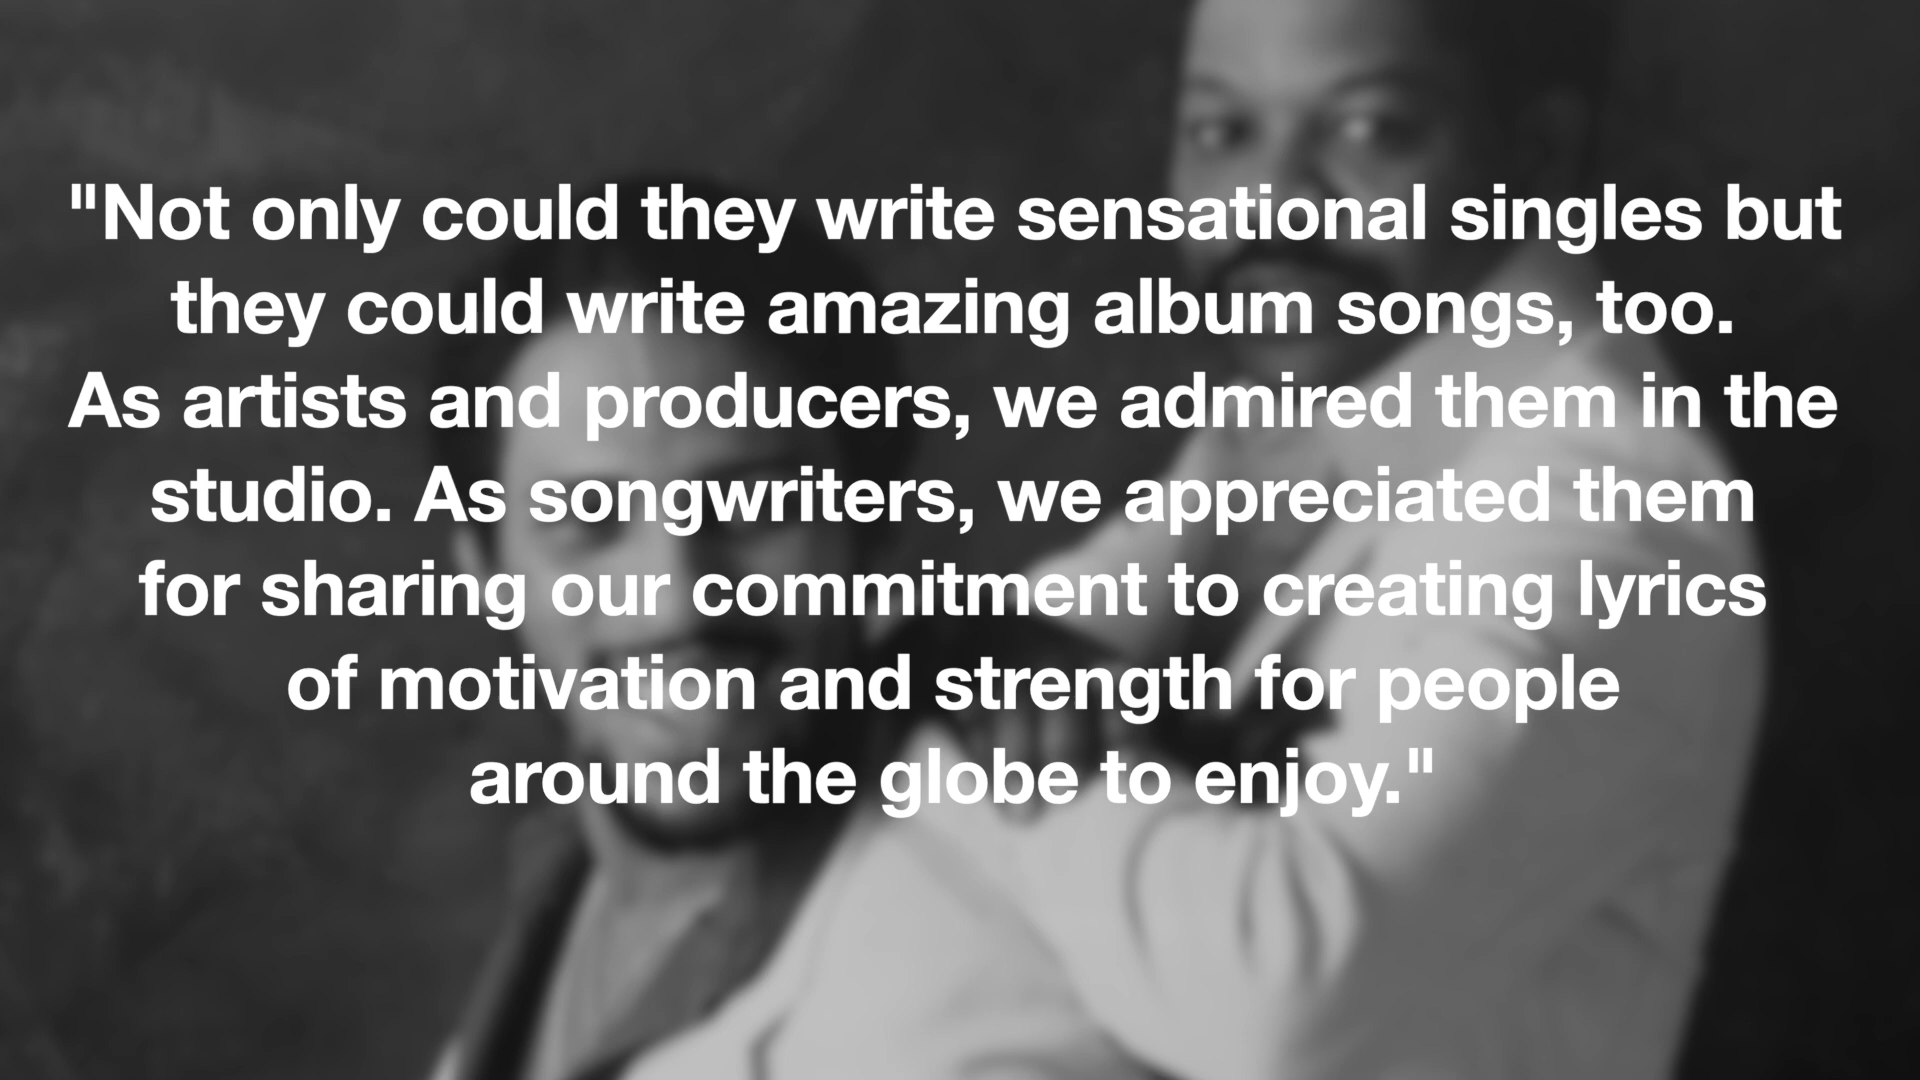 "Not only could they write sensational singles but
they could write amazing album songs, too.
As artists and producers, we admired them in the
studio. As songwriters, we appreciated them
for sharing our commitment to creating lyrics
of motivation and strength for people
around the globe to enjoy."